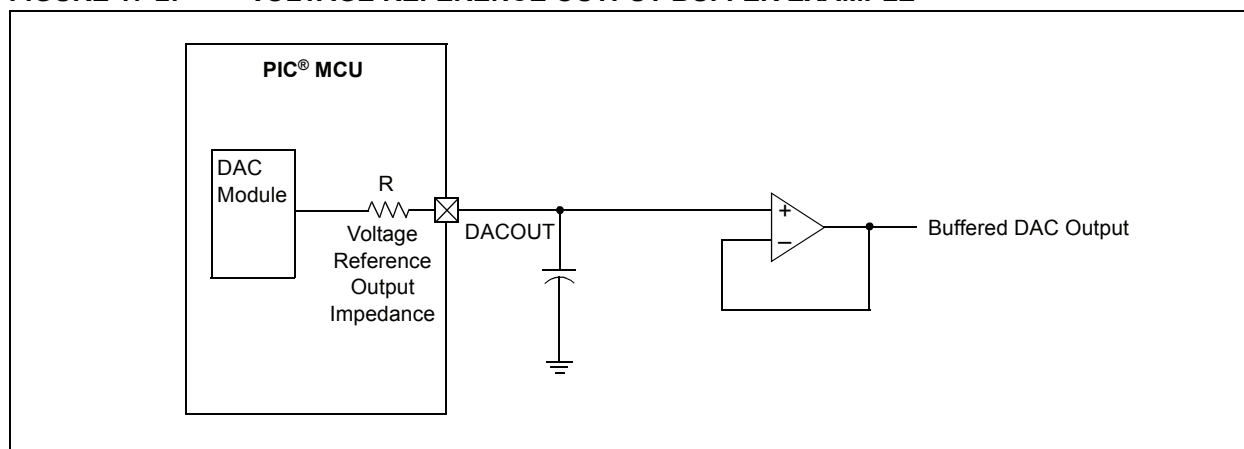 PIC® MCU
DAC
Module
R
Voltage
Reference
Output
Impedance
DACOUT
+
–
Buffered DAC Output